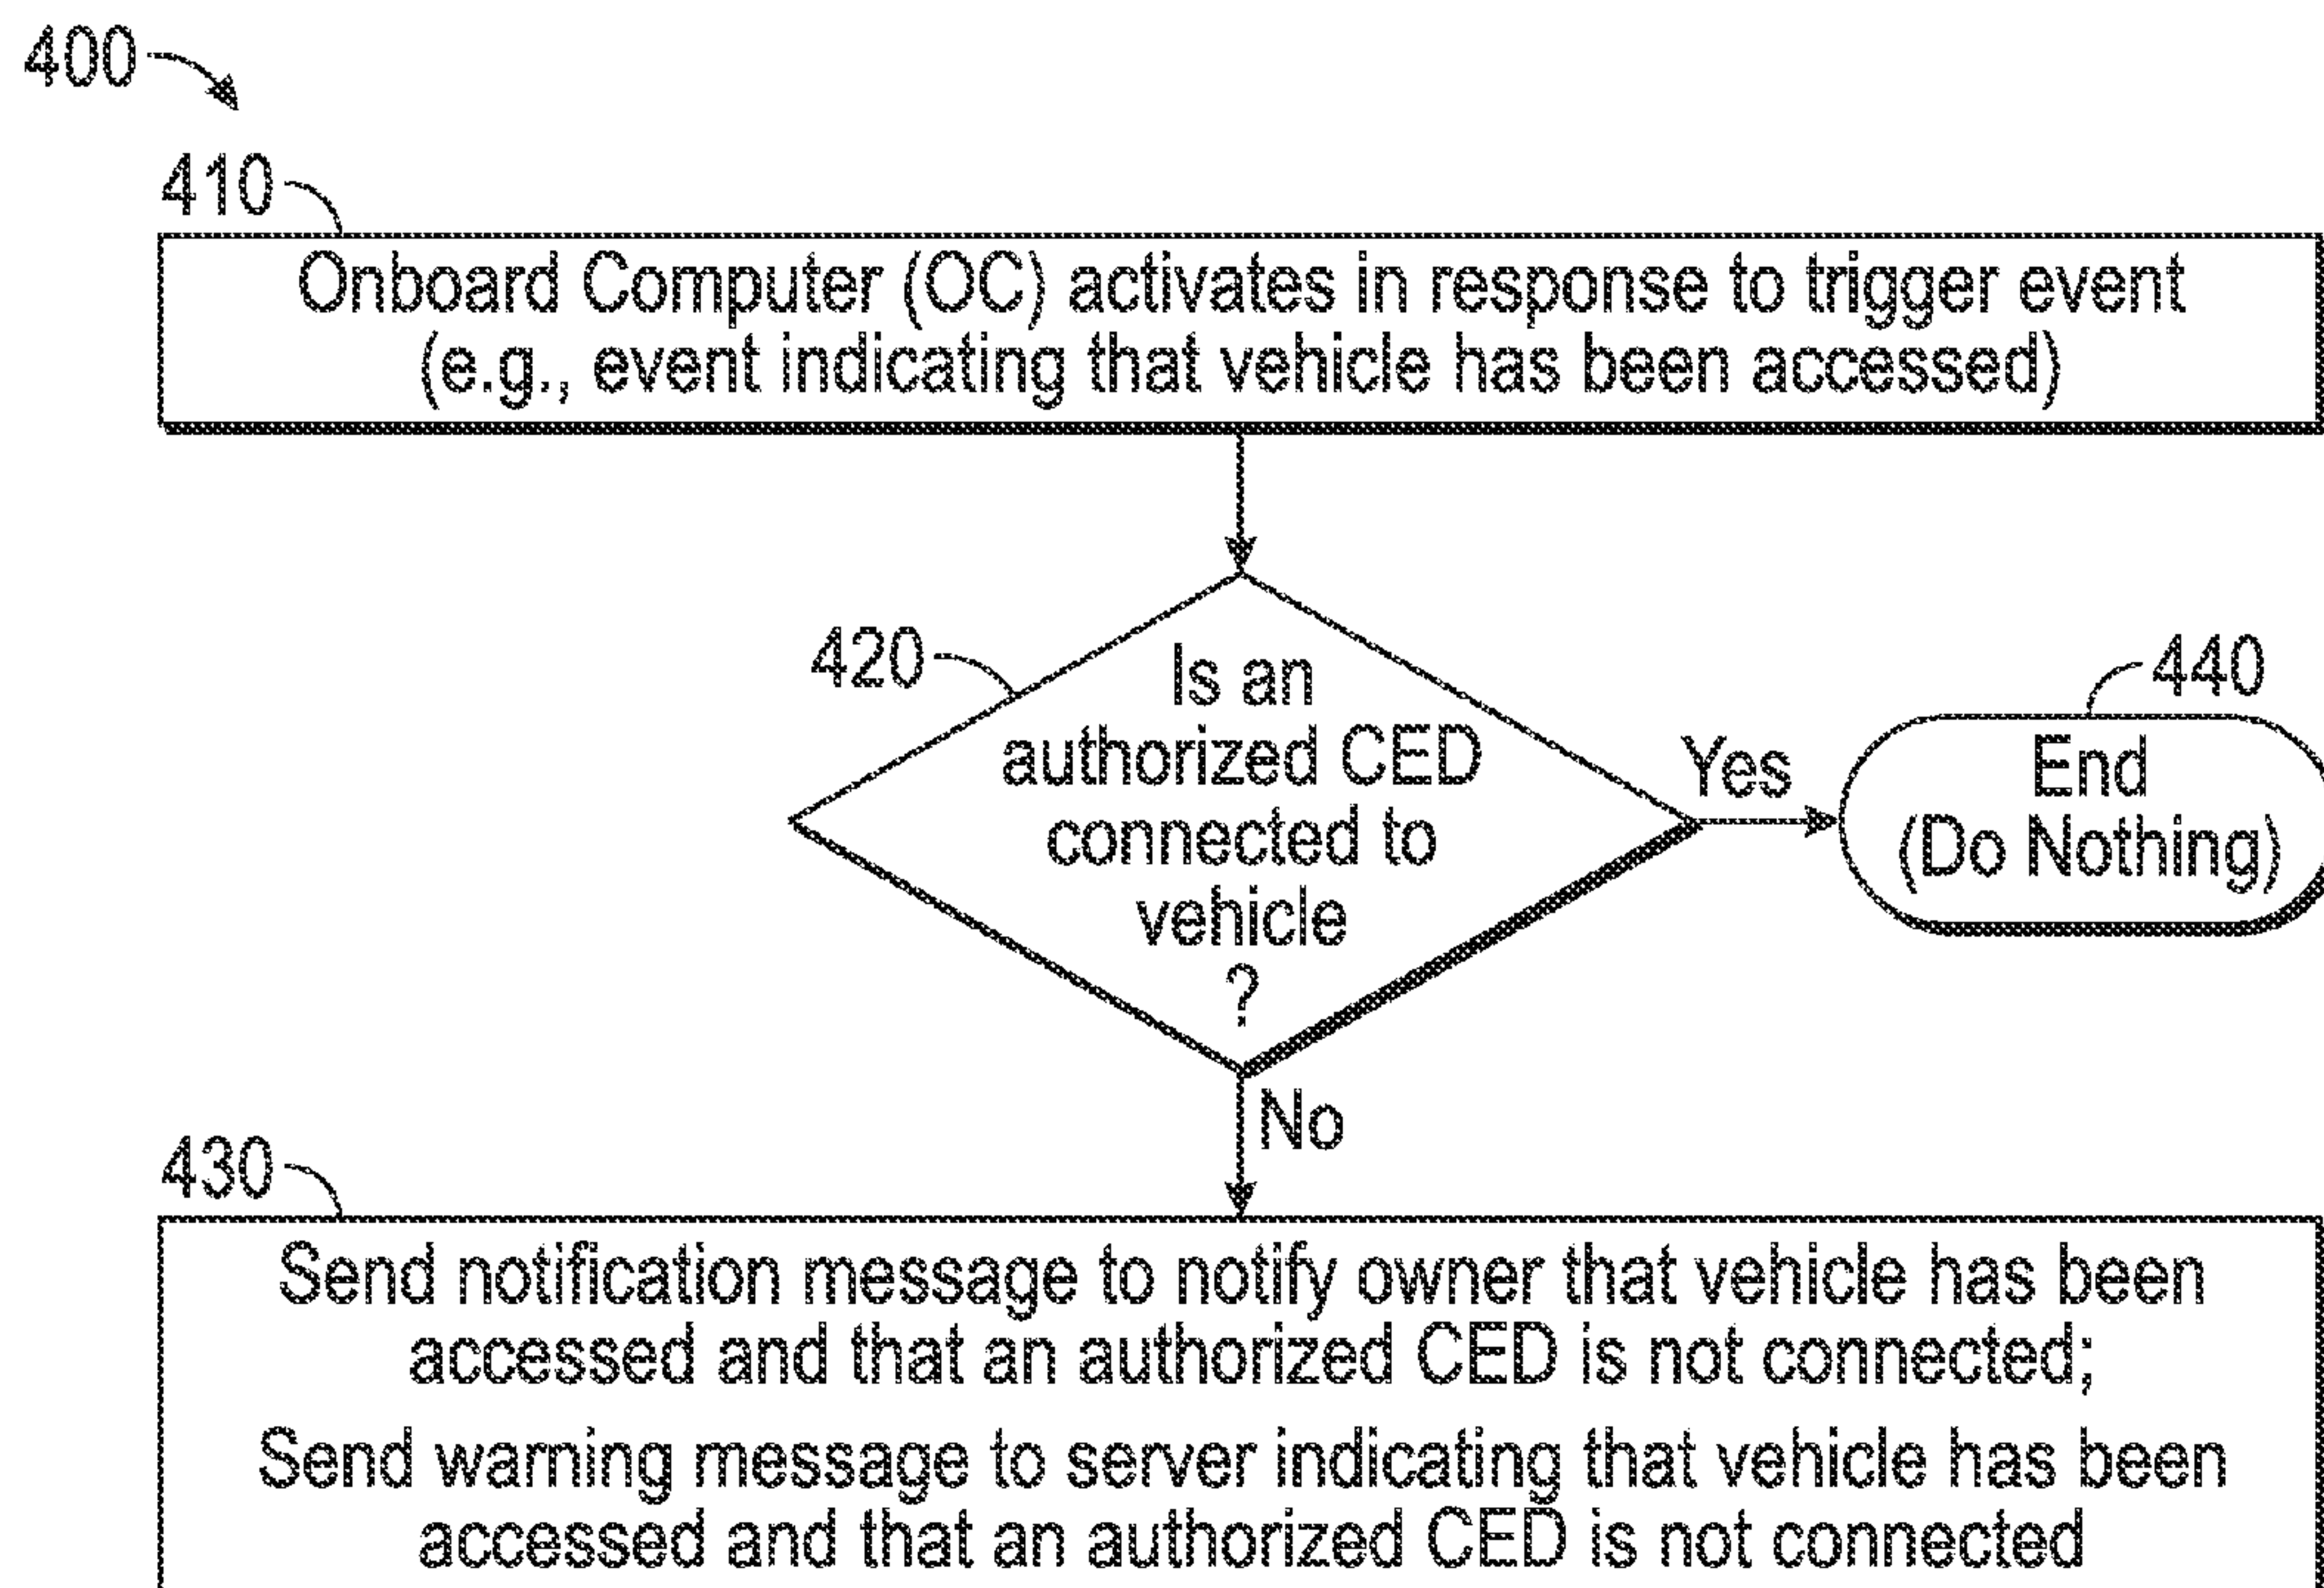 400
410
Onboard Computer (OC) activates in response to trigger event
(e.g., event indicating that vehicle has been accessed)
420
Is an
authorized CED
connected to
vehicle
?
Yes
440
End
(Do Nothing)
No
430
Send notification message to notify owner that vehicle has been
accessed and that an authorized CED is not connected;
Send warning message to server indicating that vehicle has been
accessed and that an authorized CED is not connected